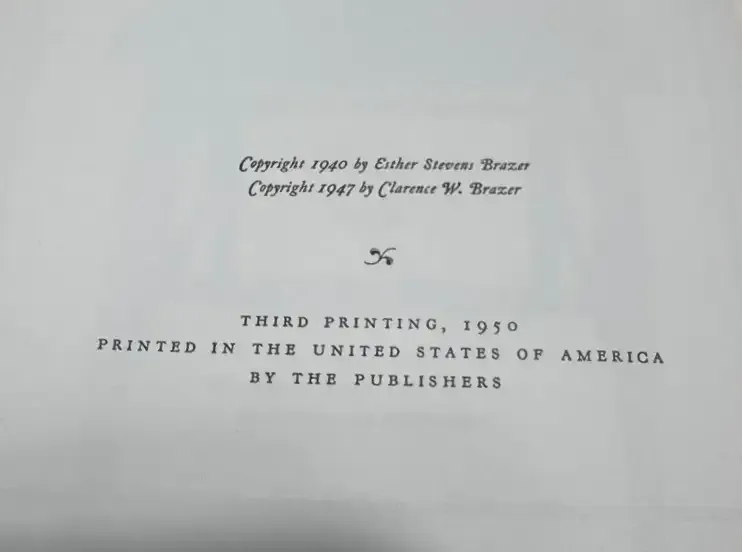 Copyright 1940 by Esther Stevens Brazer
Copyright 1947 by Clarence W. Brazer
THIRD PRINTING, 1950
PRINTED IN THE UNITED STATES OF AMERICA
BY THE PUBLISHERS